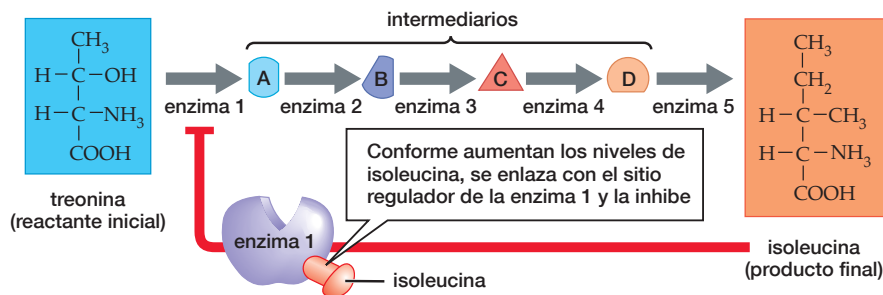 intermediarios
CH3
H–C–OH
H–C–NH3
COOH
A
B
C
D
enzima 1
enzima 2
enzima 3
enzima 4
enzima 5
CH3
CH2
H–C–CH3
H–C–NH3
COOH
treonina
(reactante inicial)
Conforme aumentan los niveles de
isoleucina, se enlaza con el sitio
regulador de la enzima 1 y la inhibe
enzima 1
isoleucina
isoleucina
(producto final)